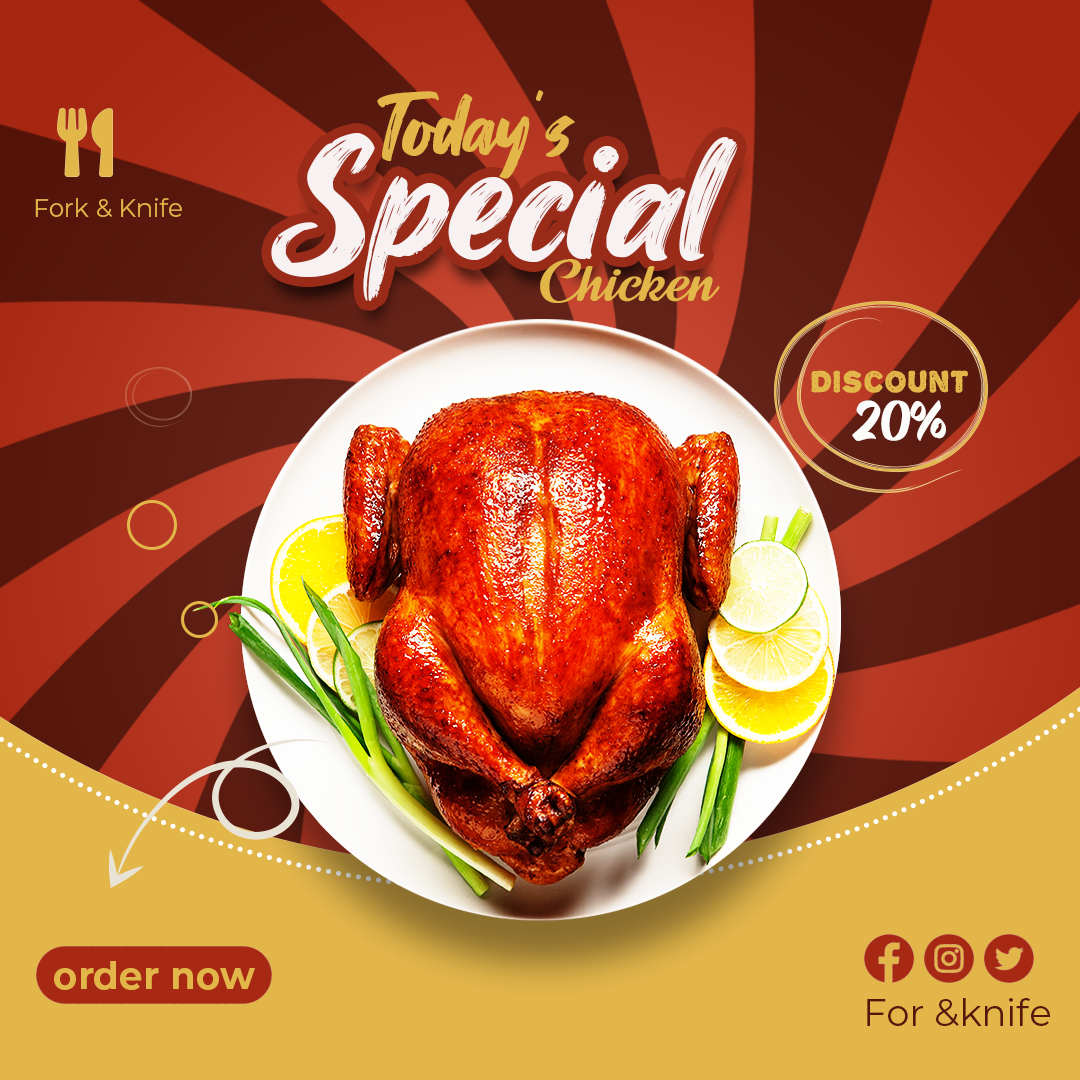 Today's
Special
Chicken
Fork & Knife
DISCOUNT
20%
order now
For &knife